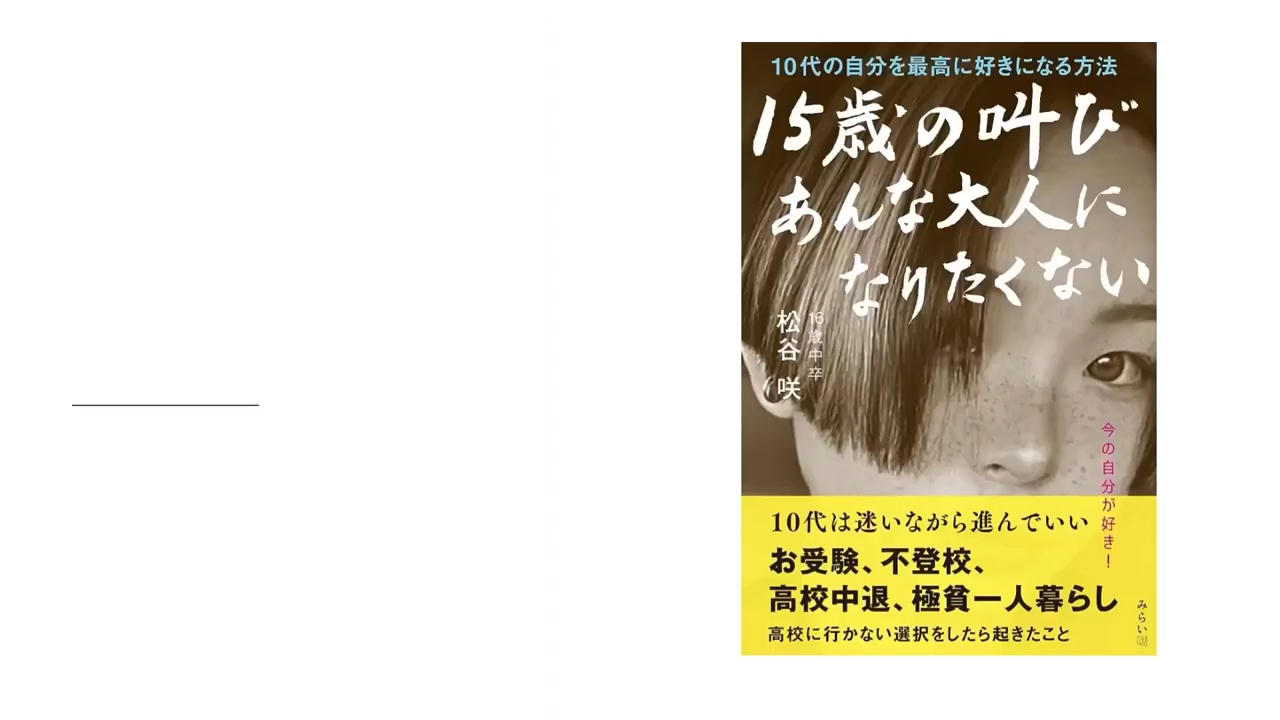 10代の自分を最高に好きになる方法
15歳の叫び
あんな大人に
なりたくない
16歳中卒
松谷 咲
今の自分が好き!
10代は迷いながら進んでいい
お受験、不登校、
高校中退、極貧一人暮らし
高校に行かない選択をしたら起きたこと
みらい